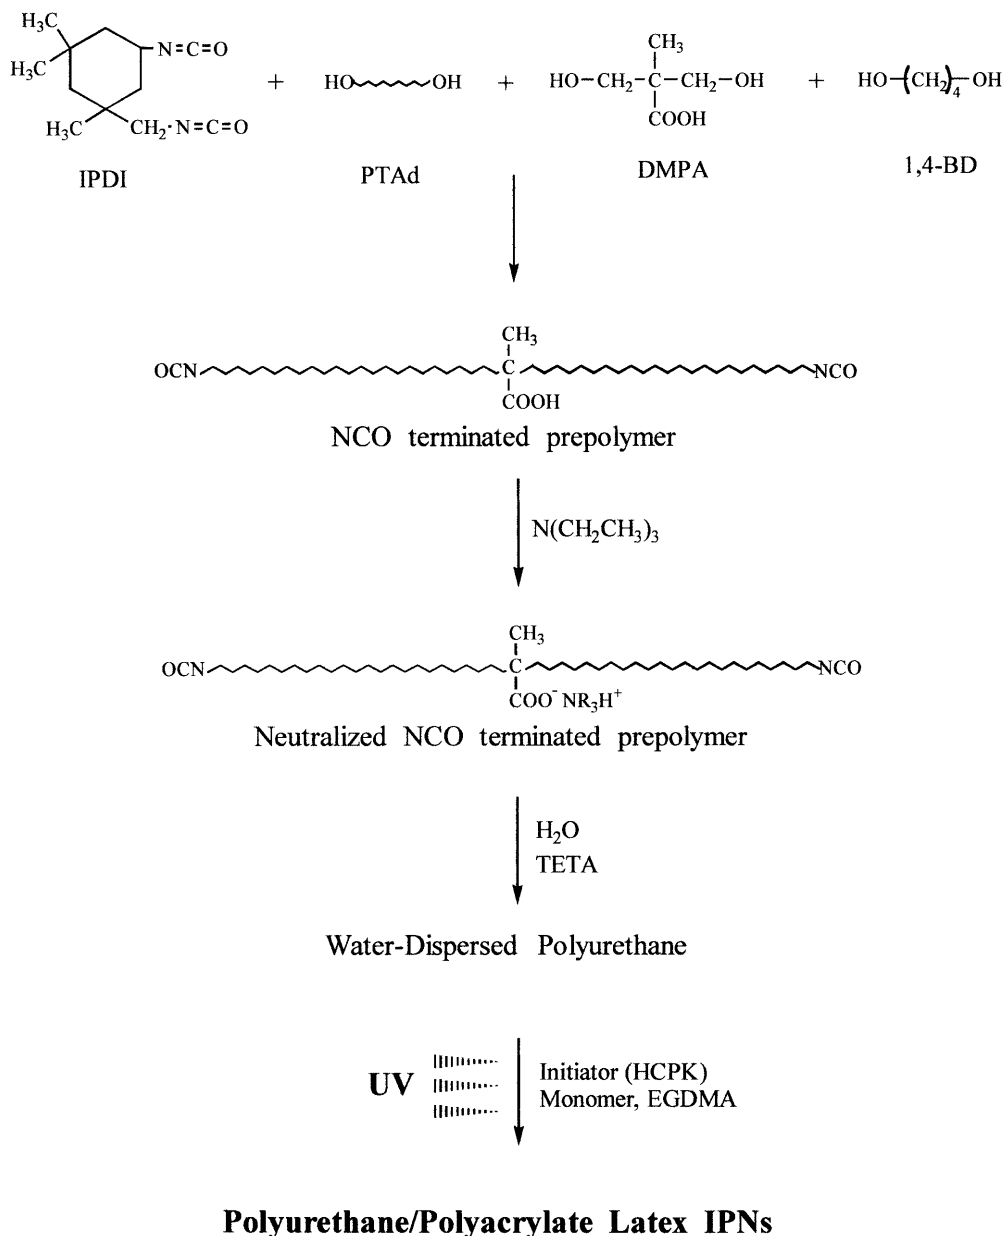 H₃C
H₃C
N=C=O
H₃C
CH₂·N=C=O
IPDI
+
HO OH
PTAd
+
CH₃
HO—CH₂—C—CH₂—OH
COOH
DMPA
+
HO—(CH₂)₄—OH
1,4-BD
CH₃
OCN C NCO
COOH
NCO terminated prepolymer
N(CH₂CH₃)₃
CH₃
OCN C NCO
COO⁻ NR₃H⁺
Neutralized NCO terminated prepolymer
H₂O
TETA
Water-Dispersed Polyurethane
UV
Initiator (HCPK)
Monomer, EGDMA
Polyurethane/Polyacrylate Latex IPNs